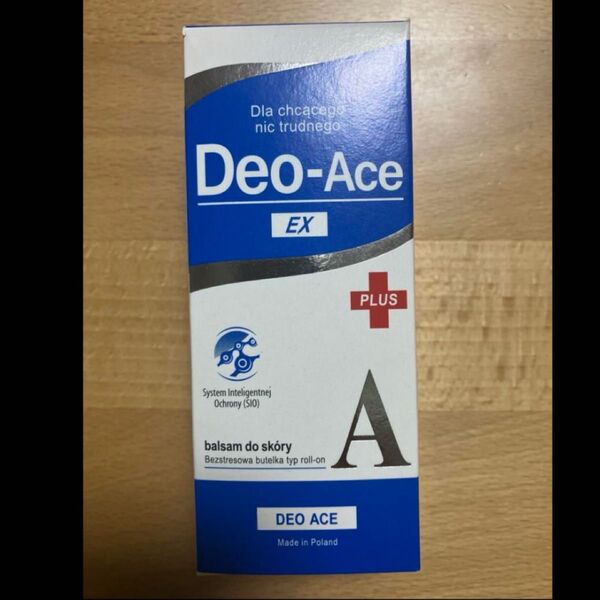 Dla chcącego
nic trudnego
Deo-Ace
EX
PLUS
System Inteligentnej
Ochrony (SIO)
A
balsam do skóry
Bezstresowa butelka typ roll-on
DEO ACE
Made in Poland